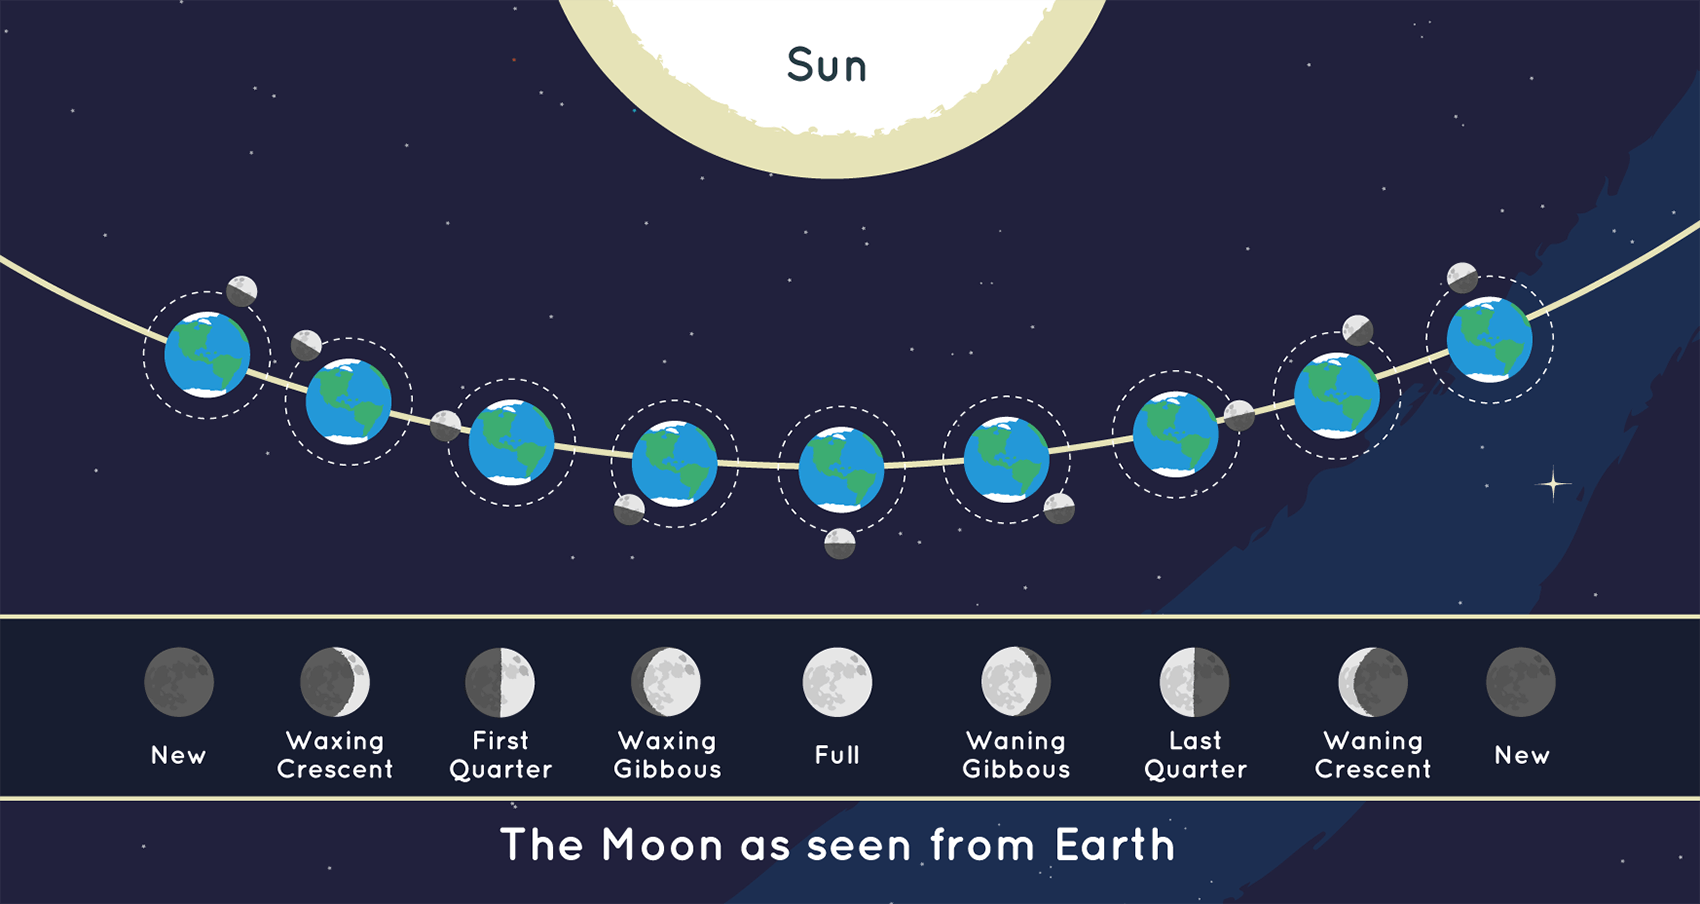 Sun
New
Waxing
Crescent
First
Quarter
Waxing
Gibbous
Full
Waning
Gibbous
Last
Quarter
Waning
Crescent
New
The Moon as seen from Earth